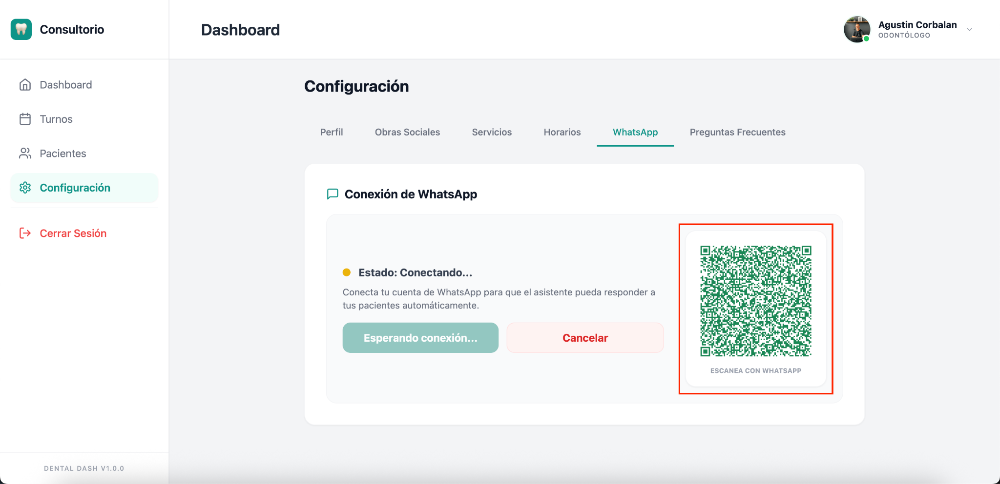 Consultorio
Dashboard
Agustin Corbalan
ODONTÓLOGO
Dashboard
Turnos
Pacientes
Configuración
Cerrar Sesión
DENTAL DASH V1.0.0
Configuración
Perfil
Obras Sociales
Servicios
Horarios
WhatsApp
Preguntas Frecuentes
Conexión de WhatsApp
Estado: Conectando...
Conecta tu cuenta de WhatsApp para que el asistente pueda responder a
tus pacientes automáticamente.
Esperando conexión...
Cancelar
ESCANEA CON WHATSAPP